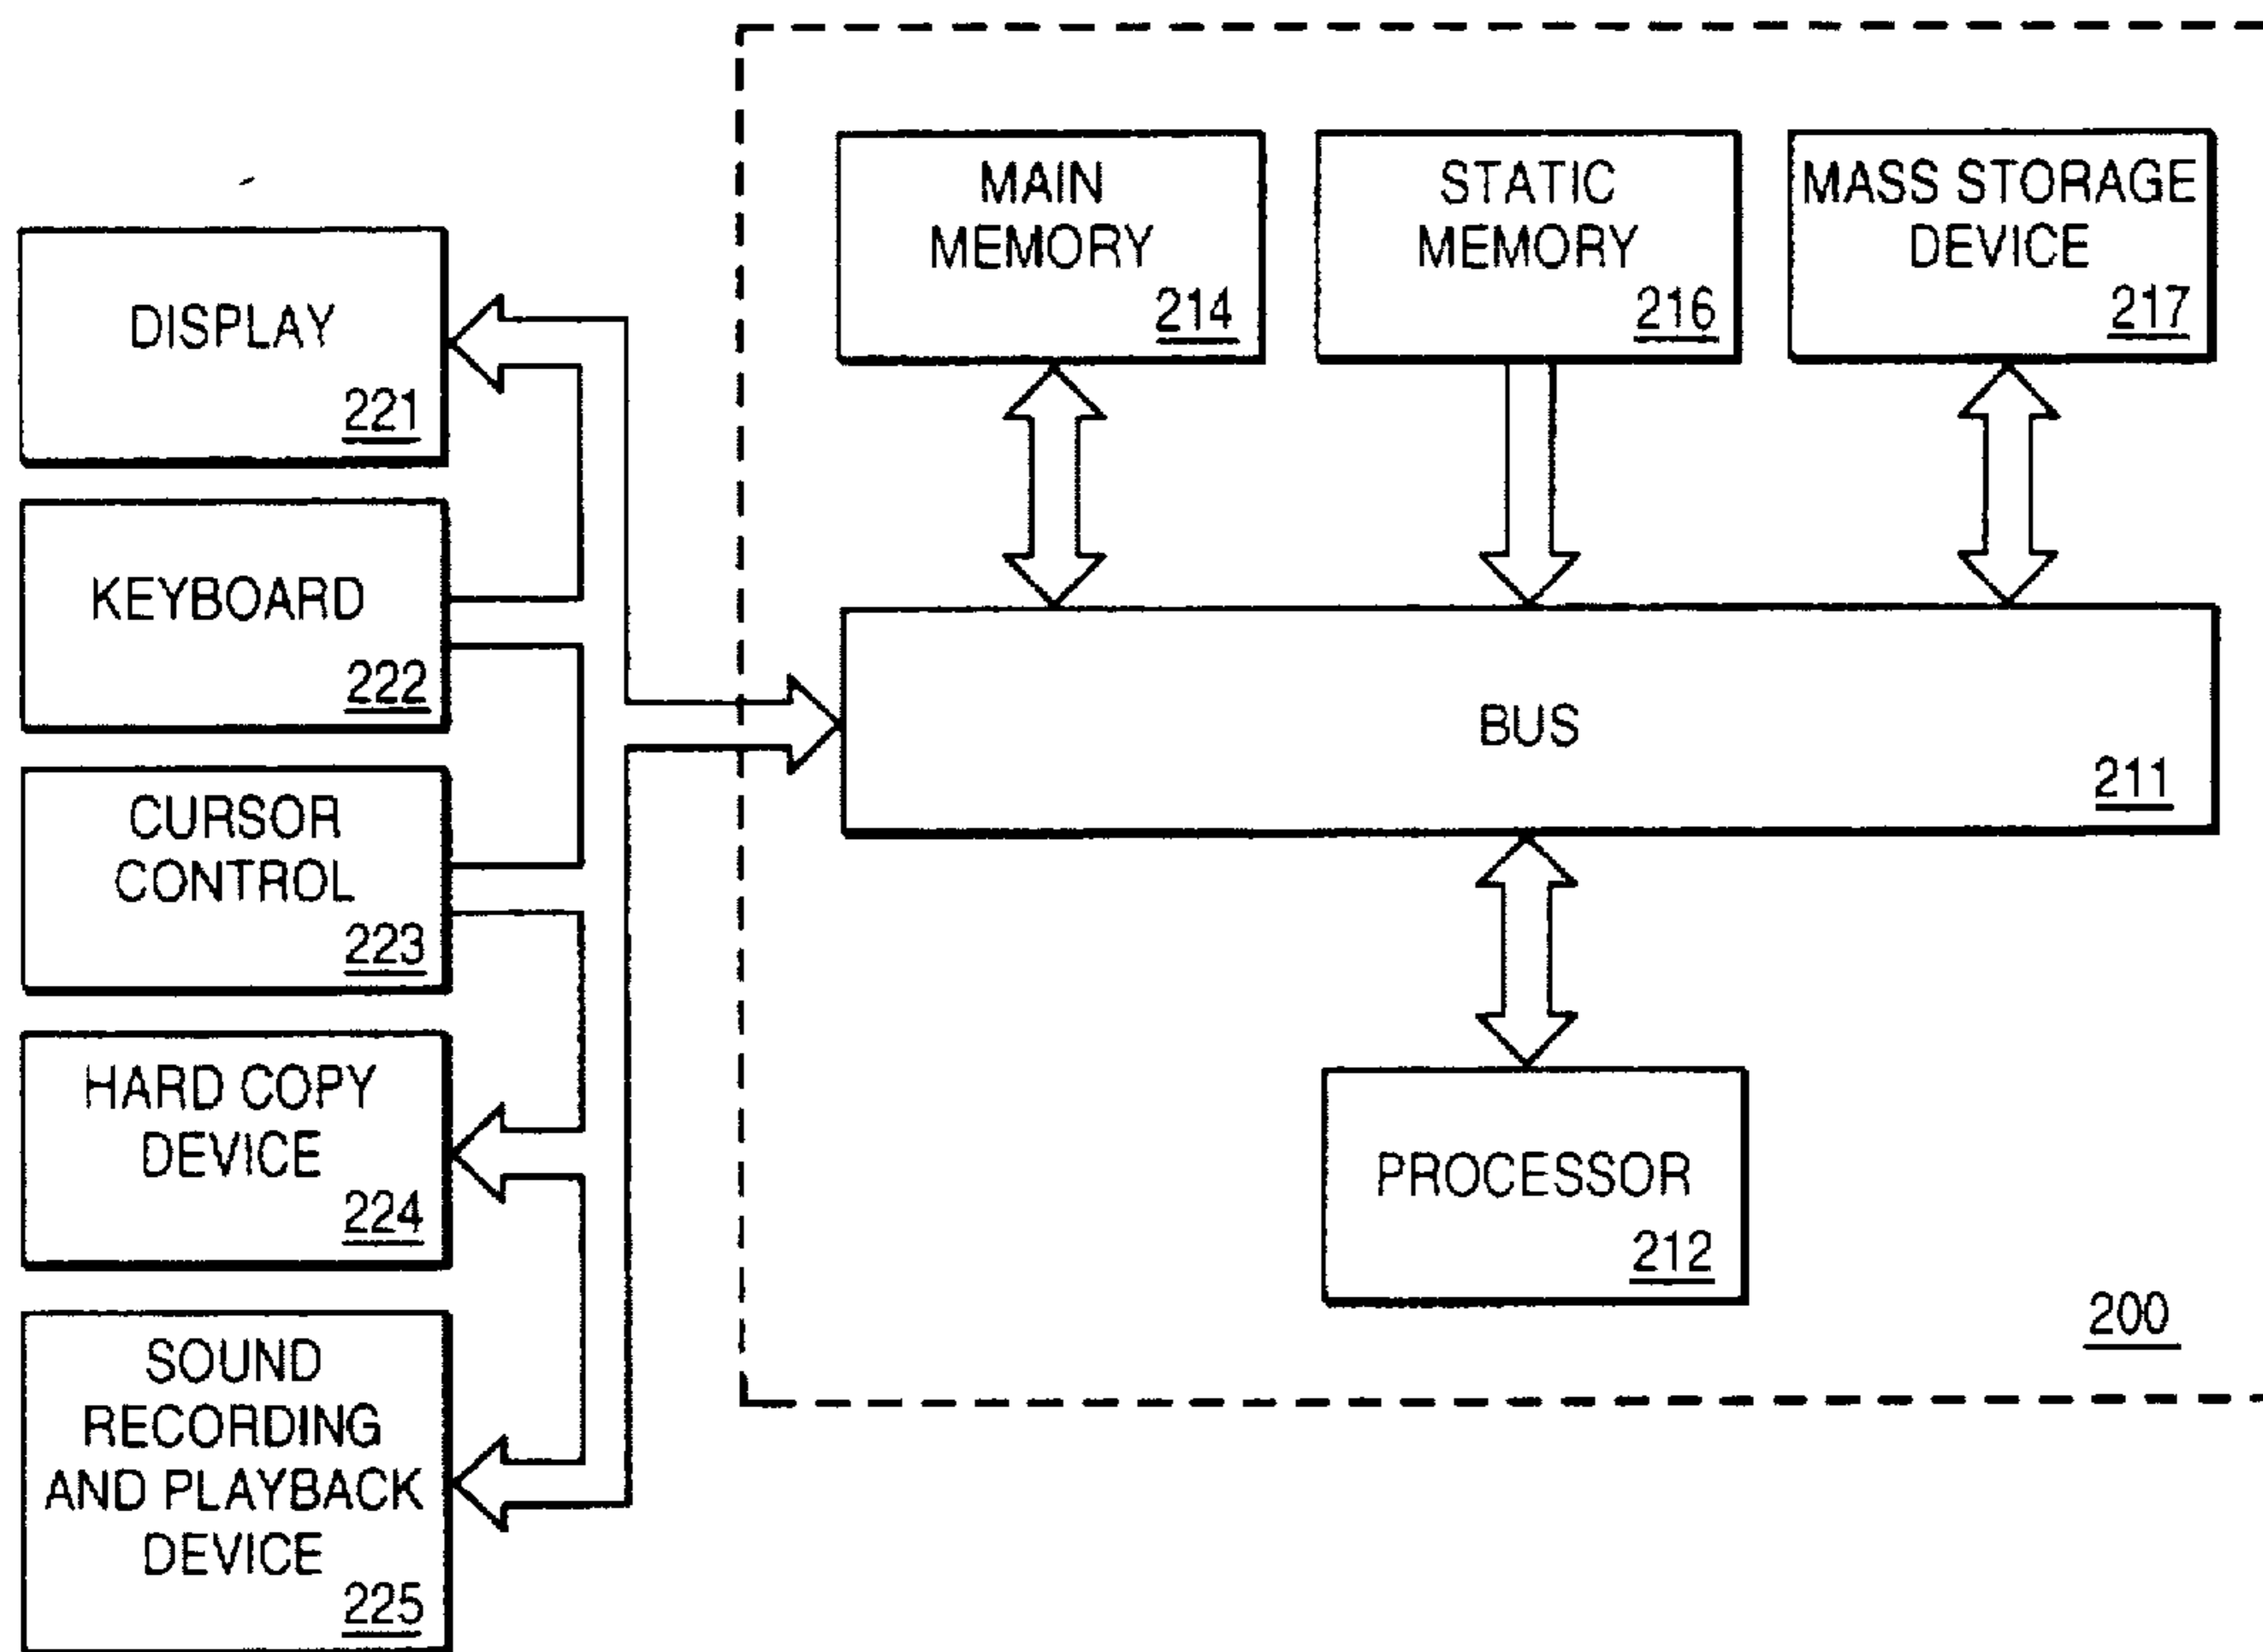 MAIN
MEMORY
214
STATIC
MEMORY
216
MASS STORAGE
DEVICE
217
DISPLAY
221
KEYBOARD
222
CURSOR
CONTROL
223
HARD COPY
DEVICE
224
SOUND
RECORDING
AND PLAYBACK
DEVICE
225
BUS
211
PROCESSOR
212
200